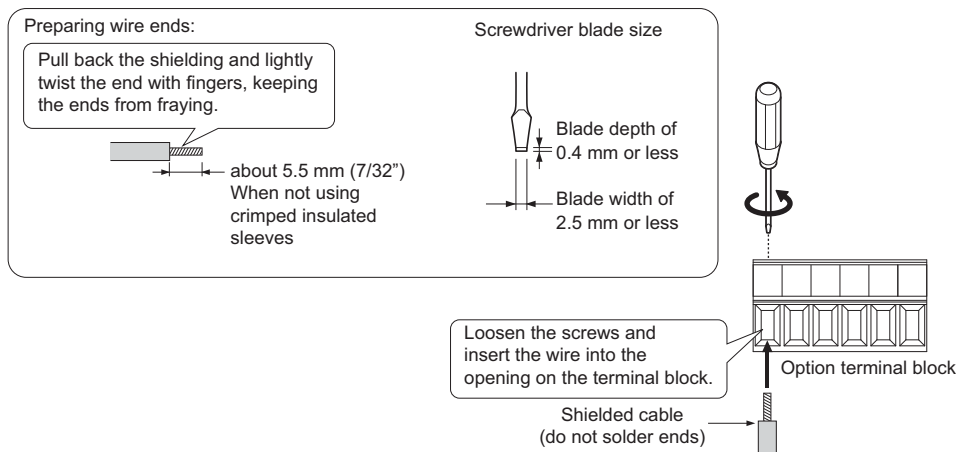 Preparing wire ends:
Pull back the shielding and lightly
twist the end with fingers, keeping
the ends from fraying.
about 5.5 mm (7/32”)
When not using
crimped insulated
sleeves
Screwdriver blade size
Blade depth of
0.4 mm or less
Blade width of
2.5 mm or less
Loosen the screws and
insert the wire into the
opening on the terminal block.
Option terminal block
Shielded cable
(do not solder ends)